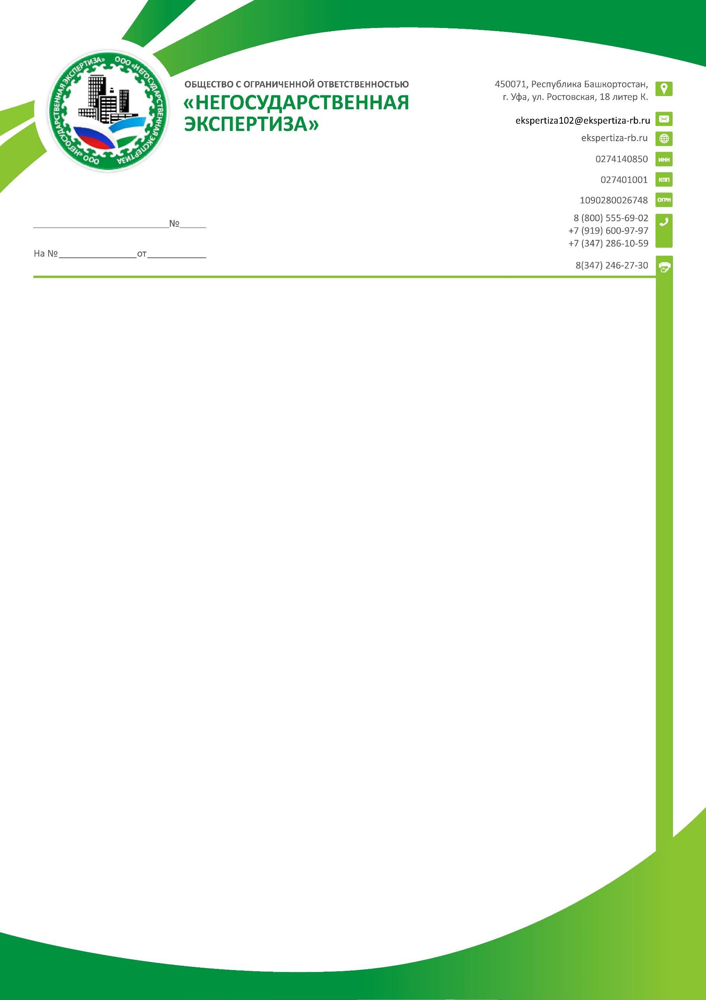 ООО «НЕГОСУДАРСТВЕННАЯ ЭКСПЕРТИЗА»
ООО «НЕГОСУДАРСТВЕННАЯ ЭКСПЕРТИЗА
ОБЩЕСТВО С ОГРАНИЧЕННОЙ ОТВЕТСТВЕННОСТЬЮ
«НЕГОСУДАРСТВЕННАЯ
ЭКСПЕРТИЗА»
450071, Республика Башкортостан,
г. Уфа, ул. Ростовская, 18 литер К.
ekspertiza102@ekspertiza-rb.ru
ekspertiza-rb.ru
0274140850 ИНН
027401001 КПП
1090280026748 ОГРН
8 (800) 555-69-02
+7 (919) 600-97-97
+7 (347) 286-10-59
8(347) 246-27-30
__________________________№_____
На №_______________от___________